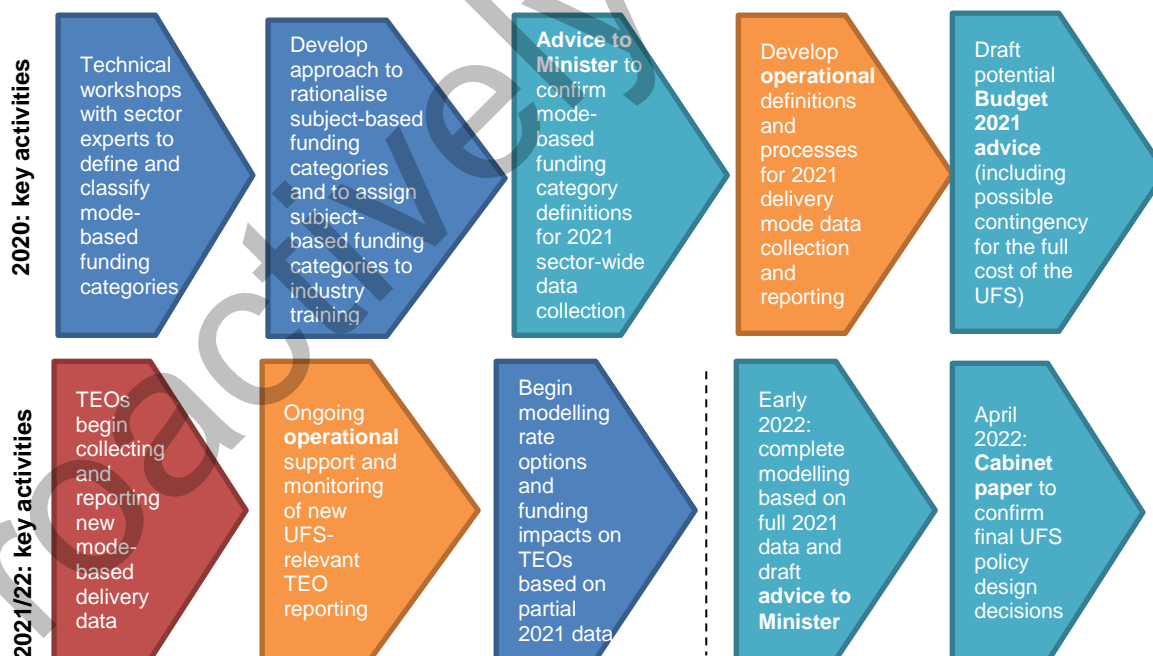 2020: key activities
Technical
workshops
with sector
experts to
define and
classify
mode-
based
funding
categories
Develop
approach to
rationalise
subject-based
funding
categories
and to assign
subject-
based funding
categories to
industry
training
Advice to
Minister to
confirm
mode-
based
funding
category
definitions
for 2021
sector-wide
data
collection
Develop
operational
definitions
and
processes
for 2021
delivery
mode data
collection
and
reporting
Draft
potential
Budget
2021
advice
(including
possible
contingency
for the full
cost of the
UFS)
2021/22: key activities
TEOs
begin
collecting
and
reporting
new
mode-
based
delivery
data
Ongoing
operational
support and
monitoring
of new
UFS-
relevant
TEO
reporting
Begin
modelling
rate
options
and
funding
impacts on
TEOs
based on
partial
2021 data
Early
2022:
complete
modelling
based on
full 2021
data and
draft
advice to
Minister
April
2022:
Cabinet
paper to
confirm
final UFS
policy
design
decisions
roactively